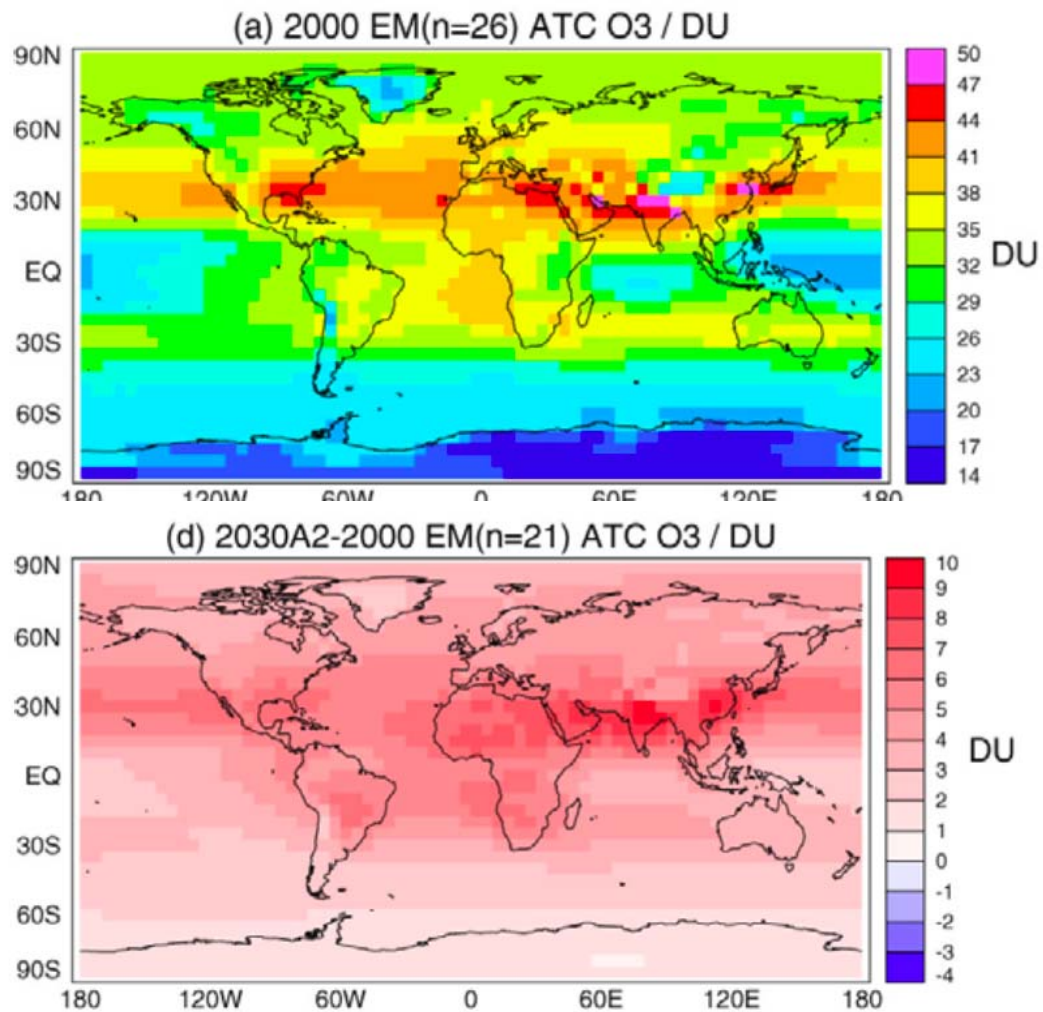 (a) 2000 EM(n=26) ATC O3 / DU
90N
60N
30N
EQ
30S
60S
90S
180 120W 60W 0 60E 120E 180
50
47
44
41
38
35
32
29
26
23
20
17
14
DU
(d) 2030A2-2000 EM(n=21) ATC O3 / DU
90N
60N
30N
EQ
30S
60S
90S
180 120W 60W 0 60E 120E 180
10
9
8
7
6
5
4
3
2
1
0
-1
-2
-3
-4
DU